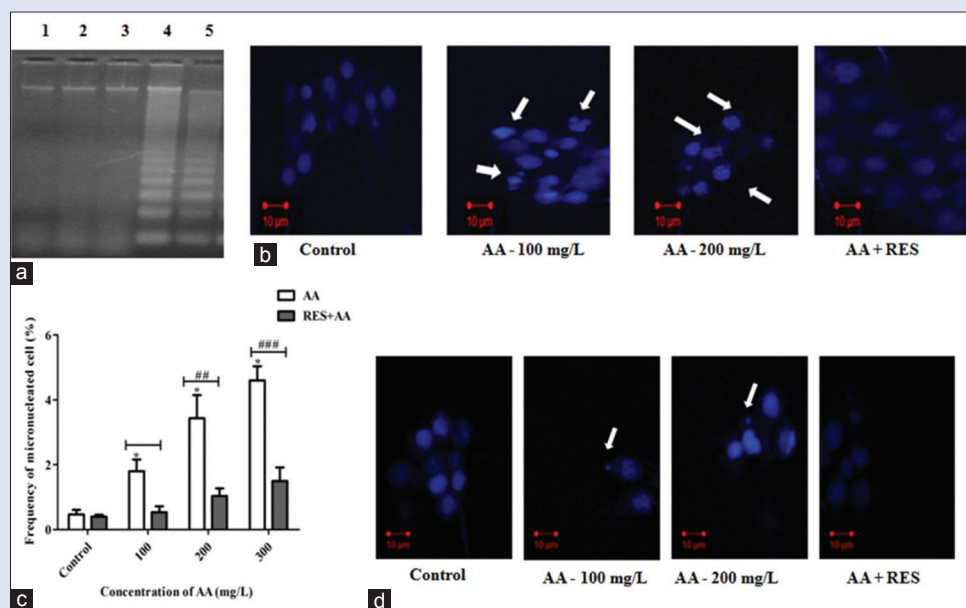 1 2 3 4 5
a
10 µm 10 µm 10 µm 10 µm
Control AA - 100 mg/L AA - 200 mg/L AA + RES
b
AA
RES+AA
Frequency of micronucleated cell (%)
6
4
2
0
*
##
*
###
*
Control 100 200 300
Concentration of AA (mg/L)
c
10 µm 10 µm 10 µm 10 µm
Control AA - 100 mg/L AA - 200 mg/L AA + RES
d